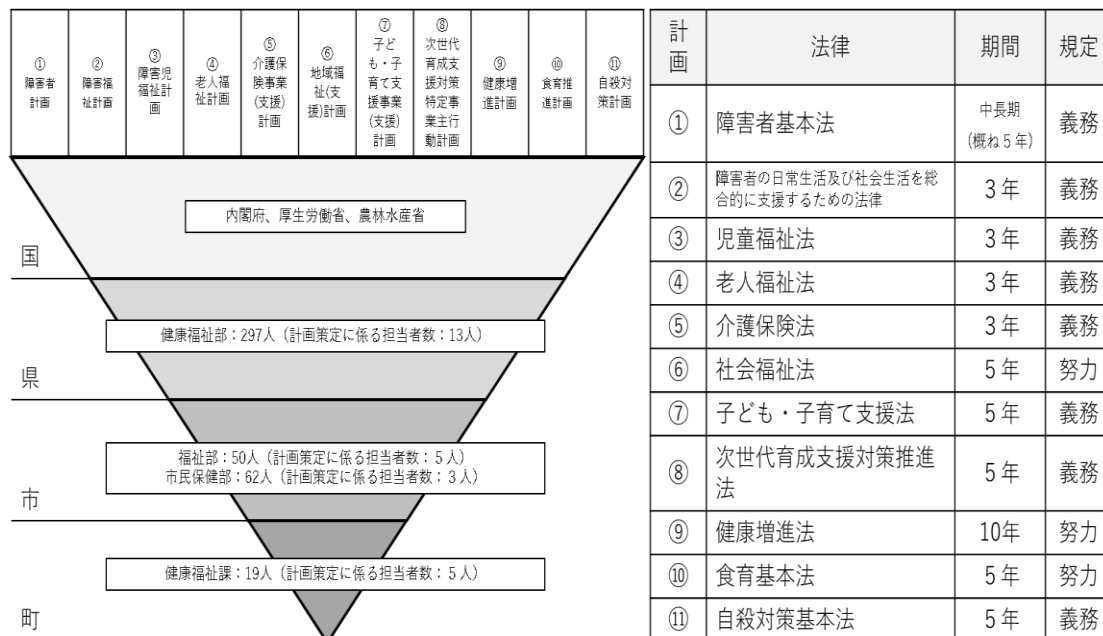 ①
障害者
計画
②
障害福
祉計画
③
障害児
福祉計
画
④
老人福
祉計画
⑤
介護保
険事業
(支援)
計画
⑥
地域福
祉(支
援)計画
⑦
子ど
も・子
育て支
援事業
(支援)
計画
⑧
次世代
育成支
援対策
特定事
業主行
動計画
⑨
健康増
進計画
⑩
食育推
進計画
⑪
自殺対
策計画
内閣府、厚生労働省、農林水産省
国
健康福祉部：297人（計画策定に係る担当者数：13人）
県
福祉部：50人（計画策定に係る担当者数：５人）
市民保健部：62人（計画策定に係る担当者数：３人）
市
健康福祉課：19人（計画策定に係る担当者数：５人）
町
計画 法律 期間 規定
① 障害者基本法 中長期 義務
(概ね５年)
② 障害者の日常生活及び社会生活を総 ３年 義務
合的に支援するための法律
③ 児童福祉法 ３年 義務
④ 老人福祉法 ３年 義務
⑤ 介護保険法 ３年 義務
⑥ 社会福祉法 ５年 努力
⑦ 子ども・子育て支援法 ５年 義務
⑧ 次世代育成支援対策推進 ５年 義務
法
⑨ 健康増進法 10年 努力
⑩ 食育基本法 ５年 努力
⑪ 自殺対策基本法 ５年 義務